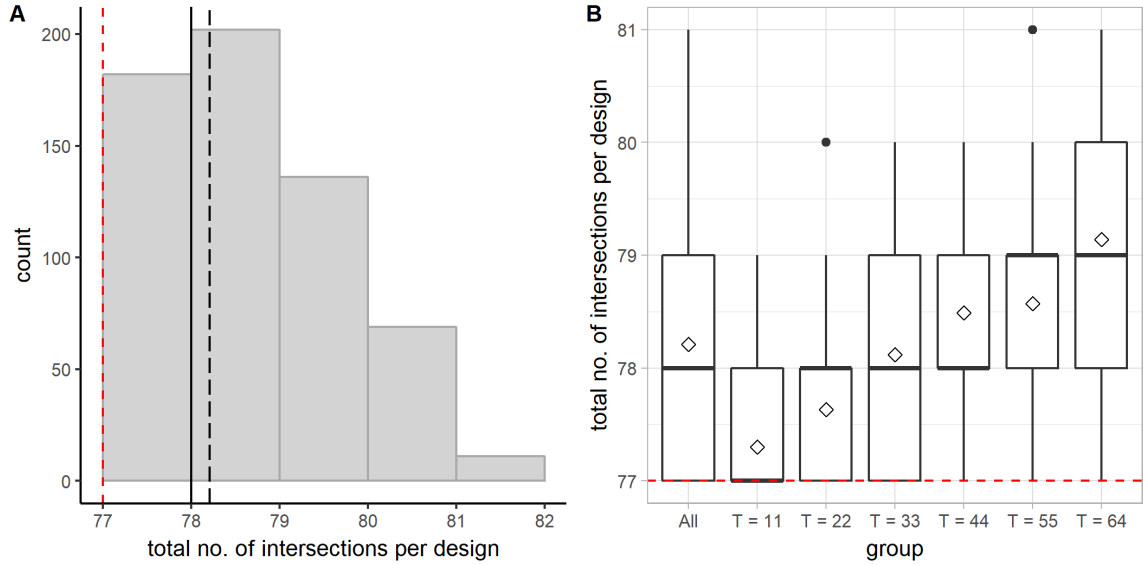 A
200
150
100
50
0
count
77 78 79 80 81 82
total no. of intersections per design
B
81
80
79
78
77
total no. of intersections per design
All T = 11 T = 22 T = 33 T = 44 T = 55 T = 64
group